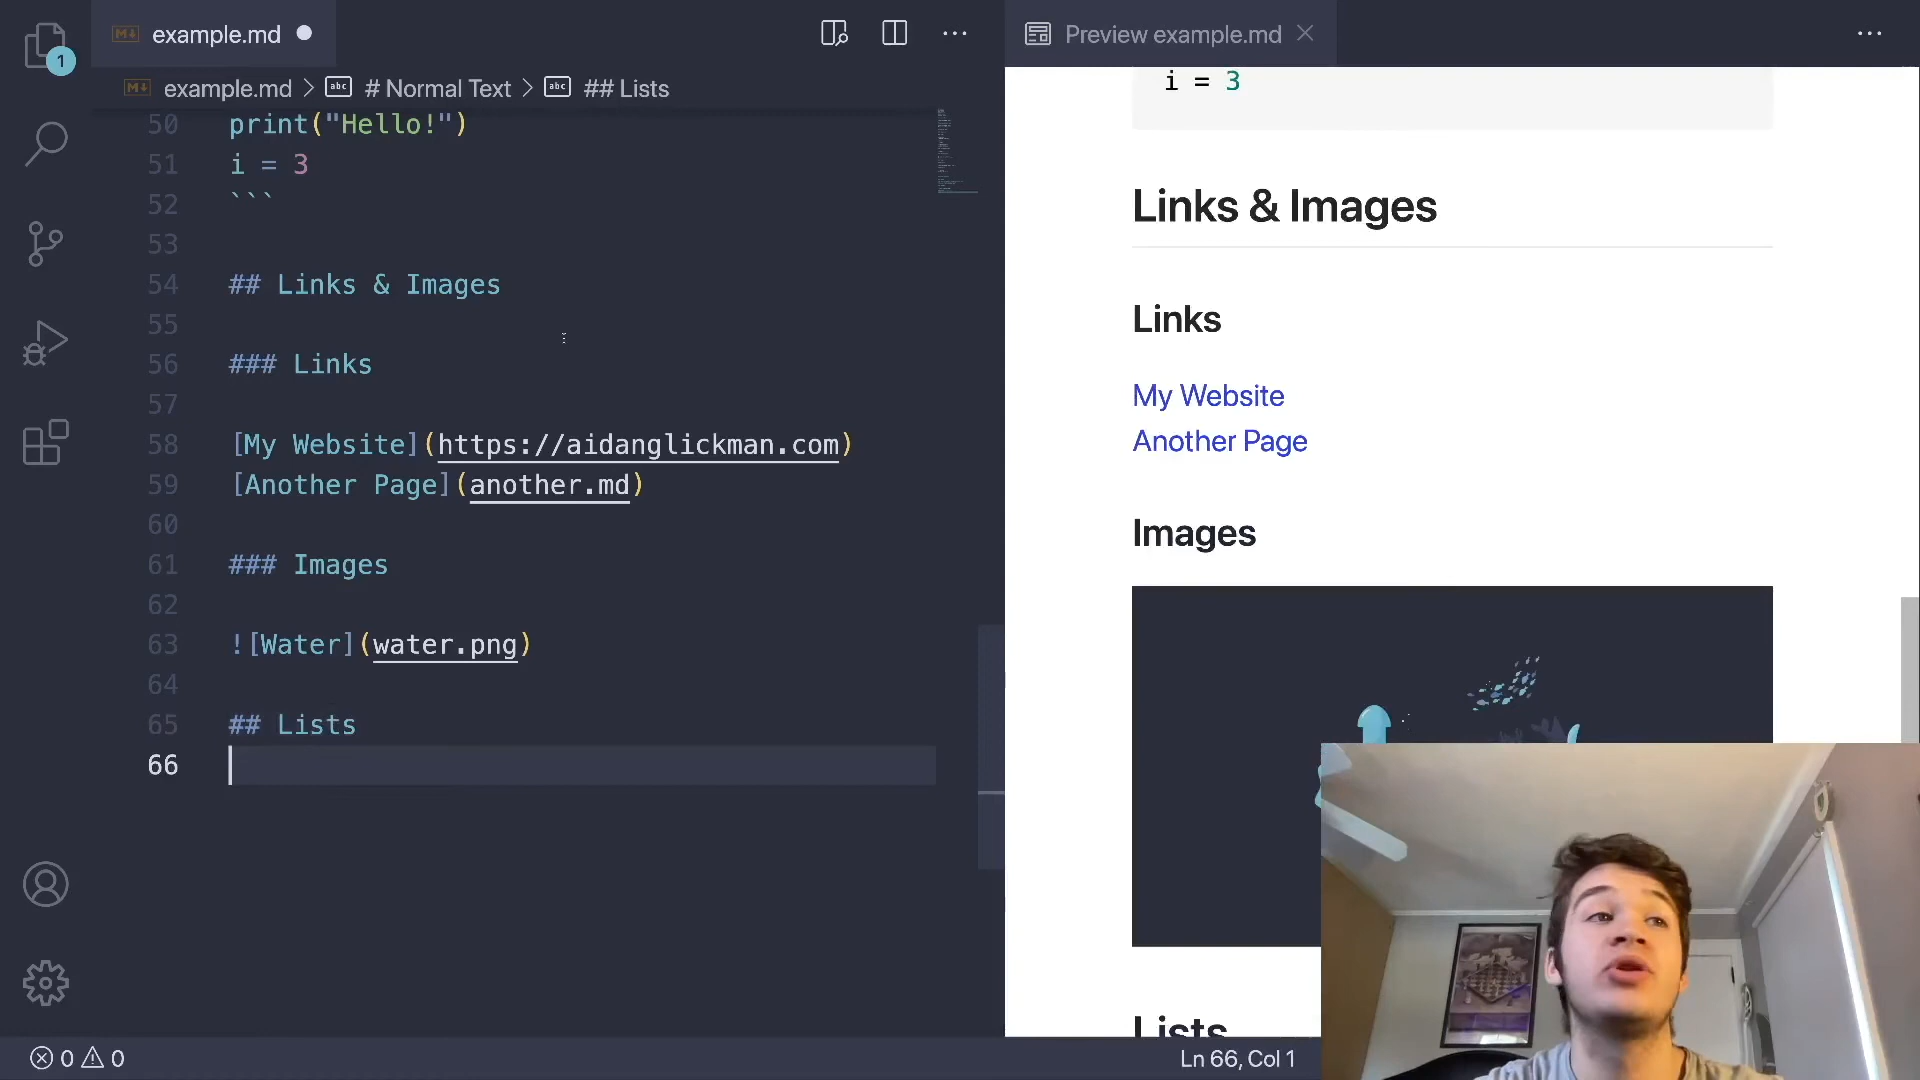 example.md
Preview example.md
1
example.md > # Normal Text > ## Lists
50 print("Hello!")
51 i = 3
52 ```
53
54 ## Links & Images
55
56 ### Links
57
58 [My Website](https://aidanglickman.com)
59 [Another Page](another.md)
60
61 ### Images
62
63 ![Water](water.png)
64
65 ## Lists
66
i = 3
Links & Images
Links
My Website
Another Page
Images
Lists
0 0
Ln 66, Col 1